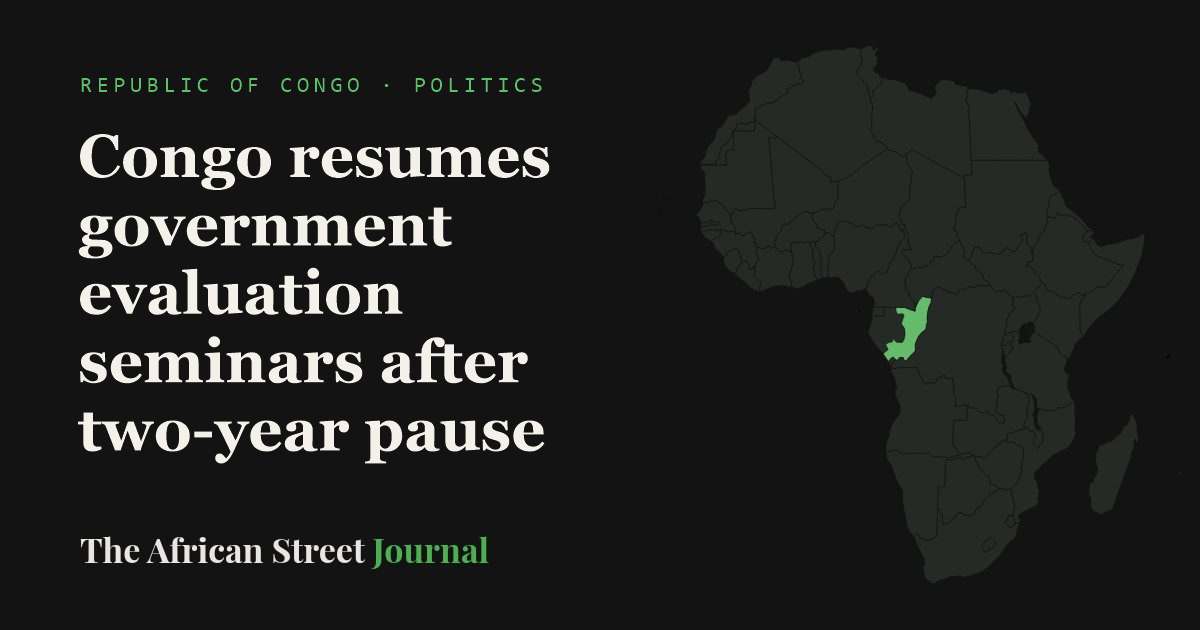 REPUBLIC OF CONGO · POLITICS
Congo resumes
government
evaluation
seminars after
two-year pause
The African Street Journal